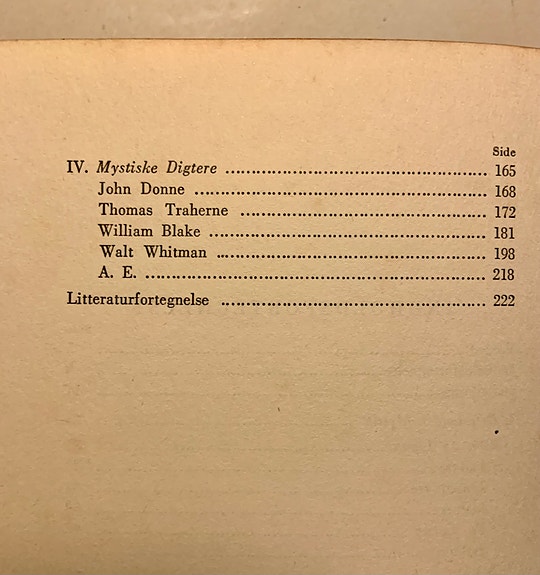 Side
IV. Mystiske Digtere ........................................................ 165
John Donne ........................................................ 168
Thomas Traherne ................................................ 172
William Blake ..................................................... 181
Walt Whitman .................................................... 198
A. E. ................................................................. 218
Litteraturfortegnelse .................................................... 222